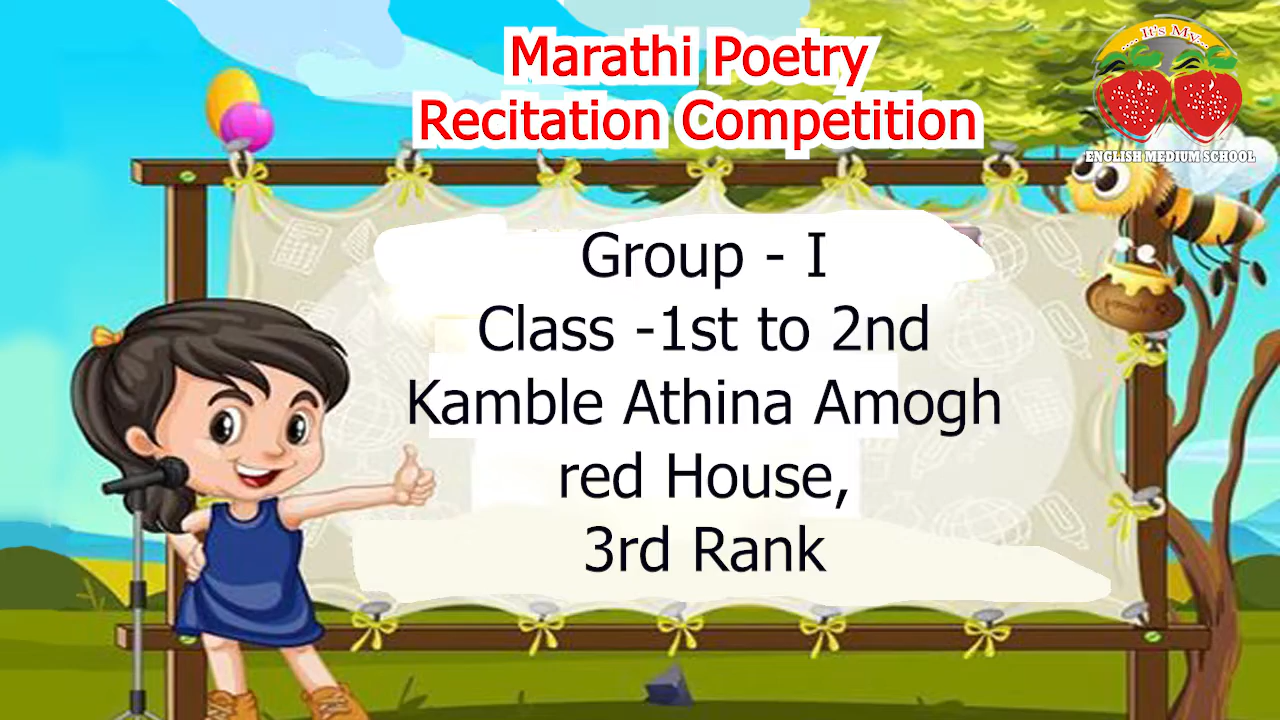 Marathi Poetry
Recitation Competition
.... It's My...
ENGLISH MEDIUM SCHOOL
Group - I
Class -1st to 2nd
Kamble Athina Amogh
red House,
3rd Rank